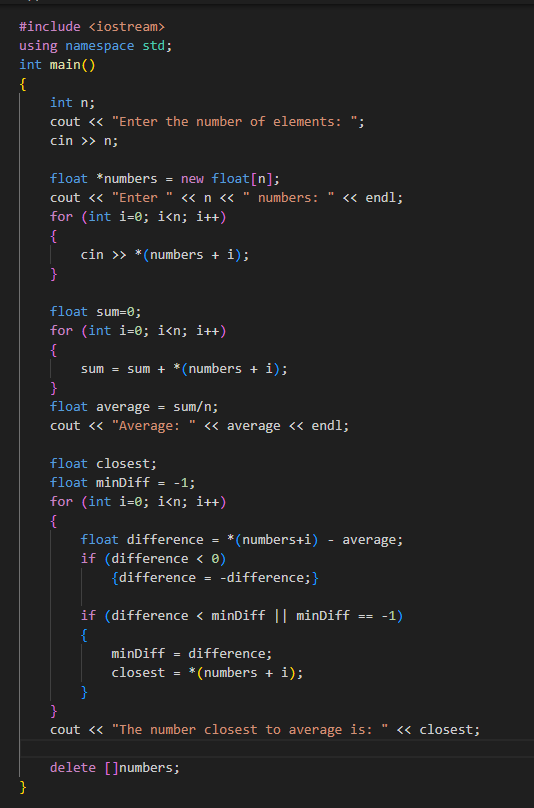 #include <iostream>
using namespace std;
int main()
{
    int n;
    cout << "Enter the number of elements: ";
    cin >> n;

    float *numbers = new float[n];
    cout << "Enter " << n << " numbers: " << endl;
    for (int i=0; i<n; i++)
    {
        cin >> *(numbers + i);
    }

    float sum=0;
    for (int i=0; i<n; i++)
    {
        sum = sum + *(numbers + i);
    }
    float average = sum/n;
    cout << "Average: " << average << endl;

    float closest;
    float minDiff = -1;
    for (int i=0; i<n; i++)
    {
        float difference = *(numbers+i) - average;
        if (difference < 0)
            {difference = -difference;}

        if (difference < minDiff || minDiff == -1)
        {
            minDiff = difference;
            closest = *(numbers + i);
        }
    }
    cout << "The number closest to average is: " << closest;

    delete []numbers;
}